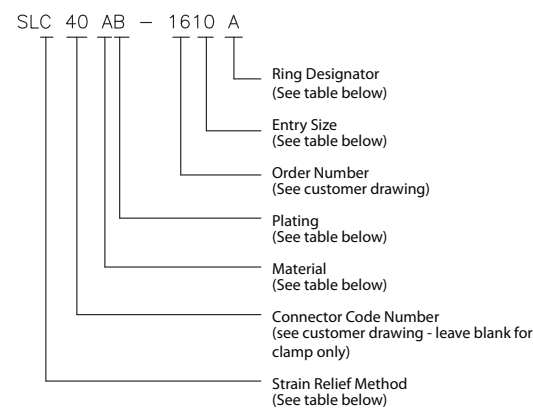 SLC 40 AB - 1610 A
Ring Designator
(See table below)
Entry Size
(See table below)
Order Number
(See customer drawing)
Plating
(See table below)
Material
(See table below)
Connector Code Number
(see customer drawing - leave blank for
clamp only)
Strain Relief Method
(See table below)